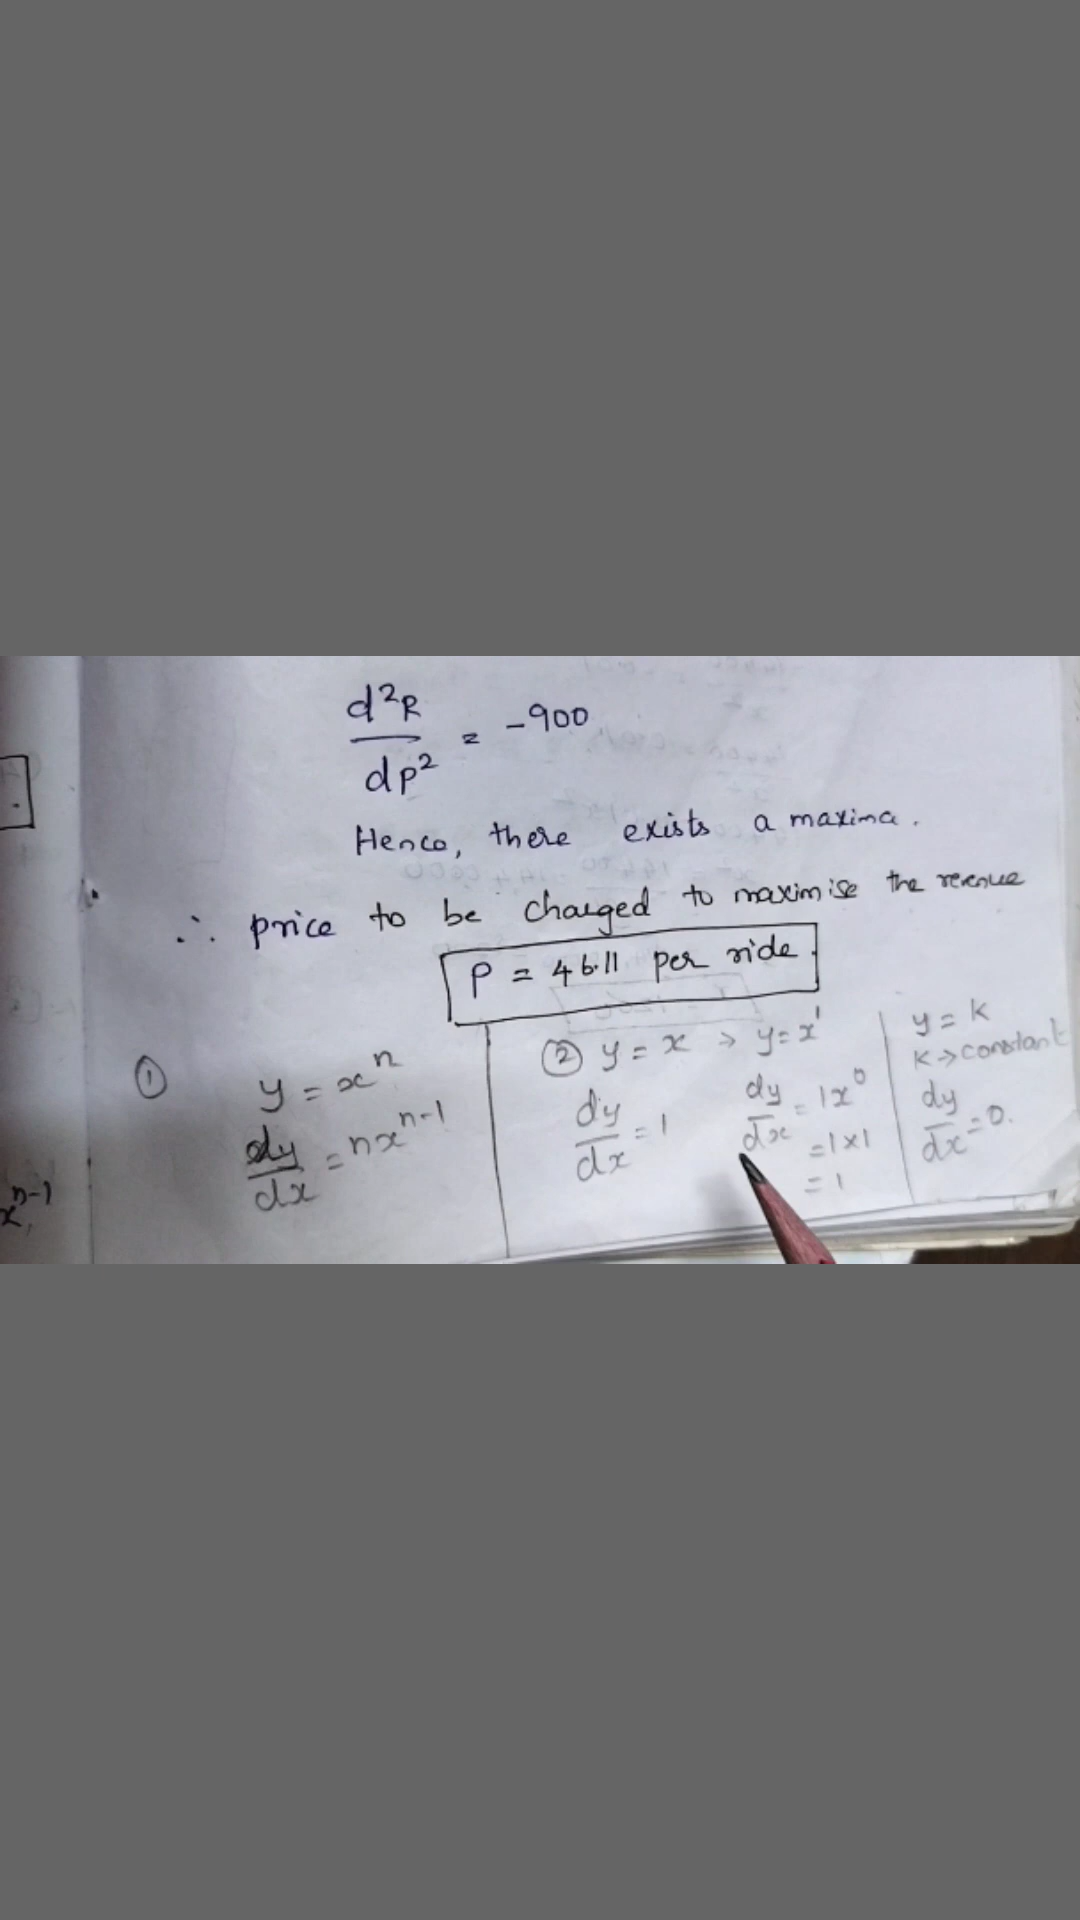 d²R
dp² = -900
Hence, there exists a maxima.
∴ price to be charged to maximise the revenue
P = 46.11 per ride.
① y = xⁿ
dy/dx = nxⁿ⁻¹
② y = x → y = x¹
dy/dx = 1
dy/dx = 1x⁰
= 1×1
= 1
y = k
k → constant
dy/dx = 0.
xⁿ⁻¹